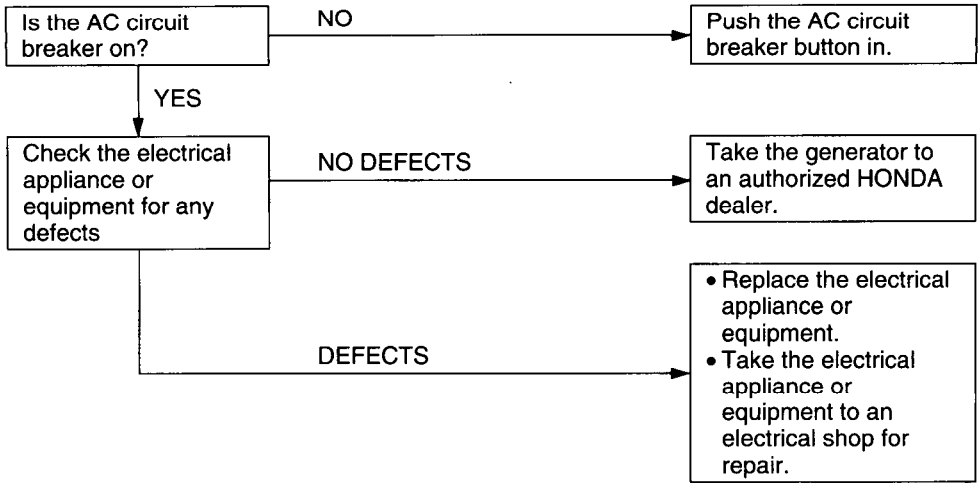 Is the AC circuit
breaker on?
NO
Push the AC circuit
breaker button in.
YES
Check the electrical
appliance or
equipment for any
defects
NO DEFECTS
Take the generator to
an authorized HONDA
dealer.
DEFECTS
• Replace the electrical
appliance or
equipment.
• Take the electrical
appliance or
equipment to an
electrical shop for
repair.